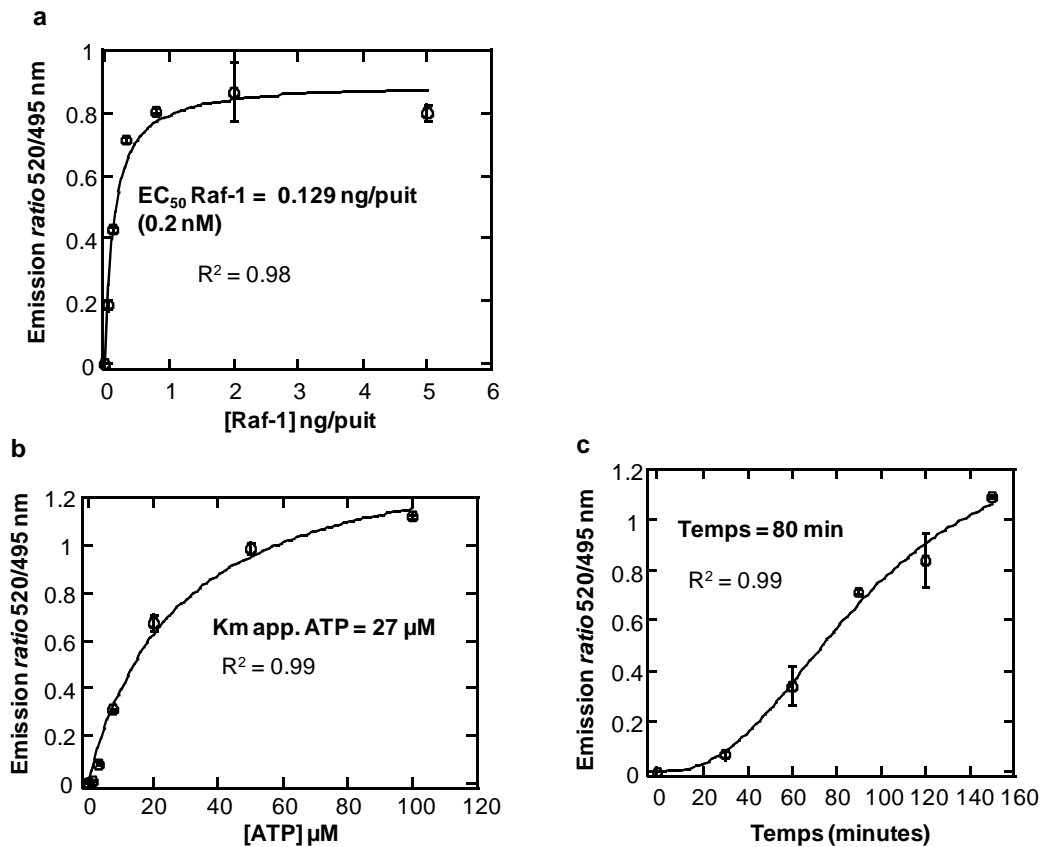 a
1
0.8
0.6
0.4
0.2
0
Emission ratio 520/495 nm
EC₅₀ Raf-1 = 0.129 ng/puit
(0.2 nM)
R² = 0.98
0 1 2 3 4 5 6
[Raf-1] ng/puit
b
1.2
1
0.8
0.6
0.4
0.2
0
Emission ratio 520/495 nm
Km app. ATP = 27 µM
R² = 0.99
0 20 40 60 80 100 120
[ATP] µM
c
1.2
1
0.8
0.6
0.4
0.2
0
Emission ratio 520/495 nm
Temps = 80 min
R² = 0.99
0 20 40 60 80 100 120 140 160
Temps (minutes)